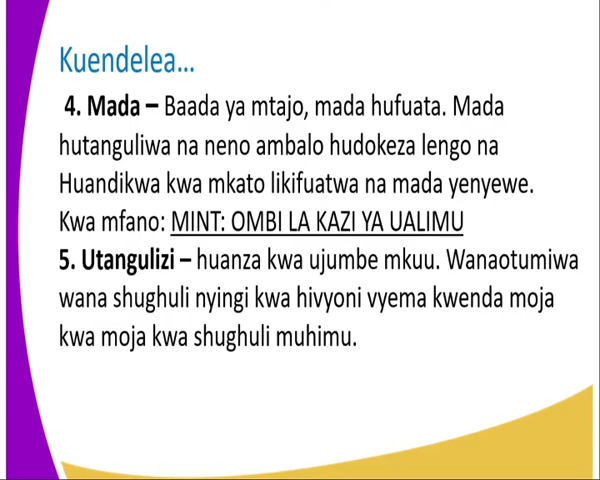 Kuendelea...
4. Mada – Baada ya mtajo, mada hufuata. Mada
hutanguliwa na neno ambalo hudokeza lengo na
Huandikwa kwa mkato likifuatwa na mada yenyewe.
Kwa mfano: MINT: OMBI LA KAZI YA UALIMU
5. Utangulizi – huanza kwa ujumbe mkuu. Wanaotumiwa
wana shughuli nyingi kwa hivyoni vyema kwenda moja
kwa moja kwa shughuli muhimu.